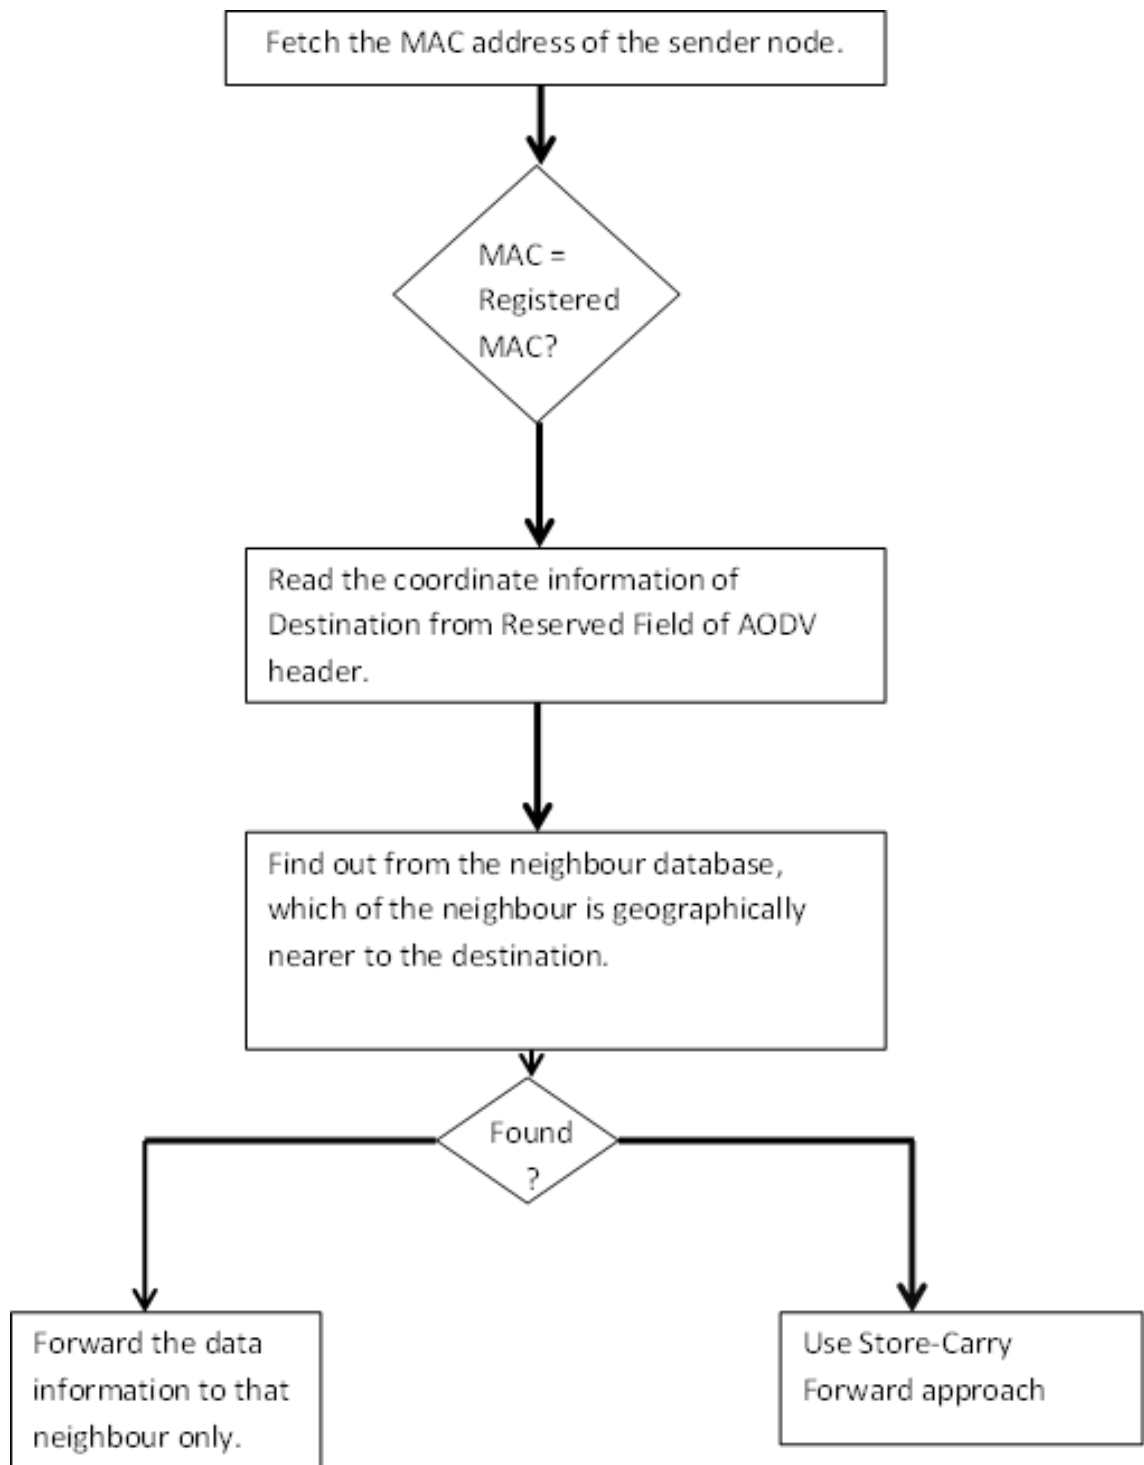 Fetch the MAC address of the sender node.
MAC =
Registered
MAC?
Read the coordinate information of
Destination from Reserved Field of AODV
header.
Find out from the neighbour database,
which of the neighbour is geographically
nearer to the destination.
Found
?
Forward the data
information to that
neighbour only.
Use Store-Carry
Forward approach